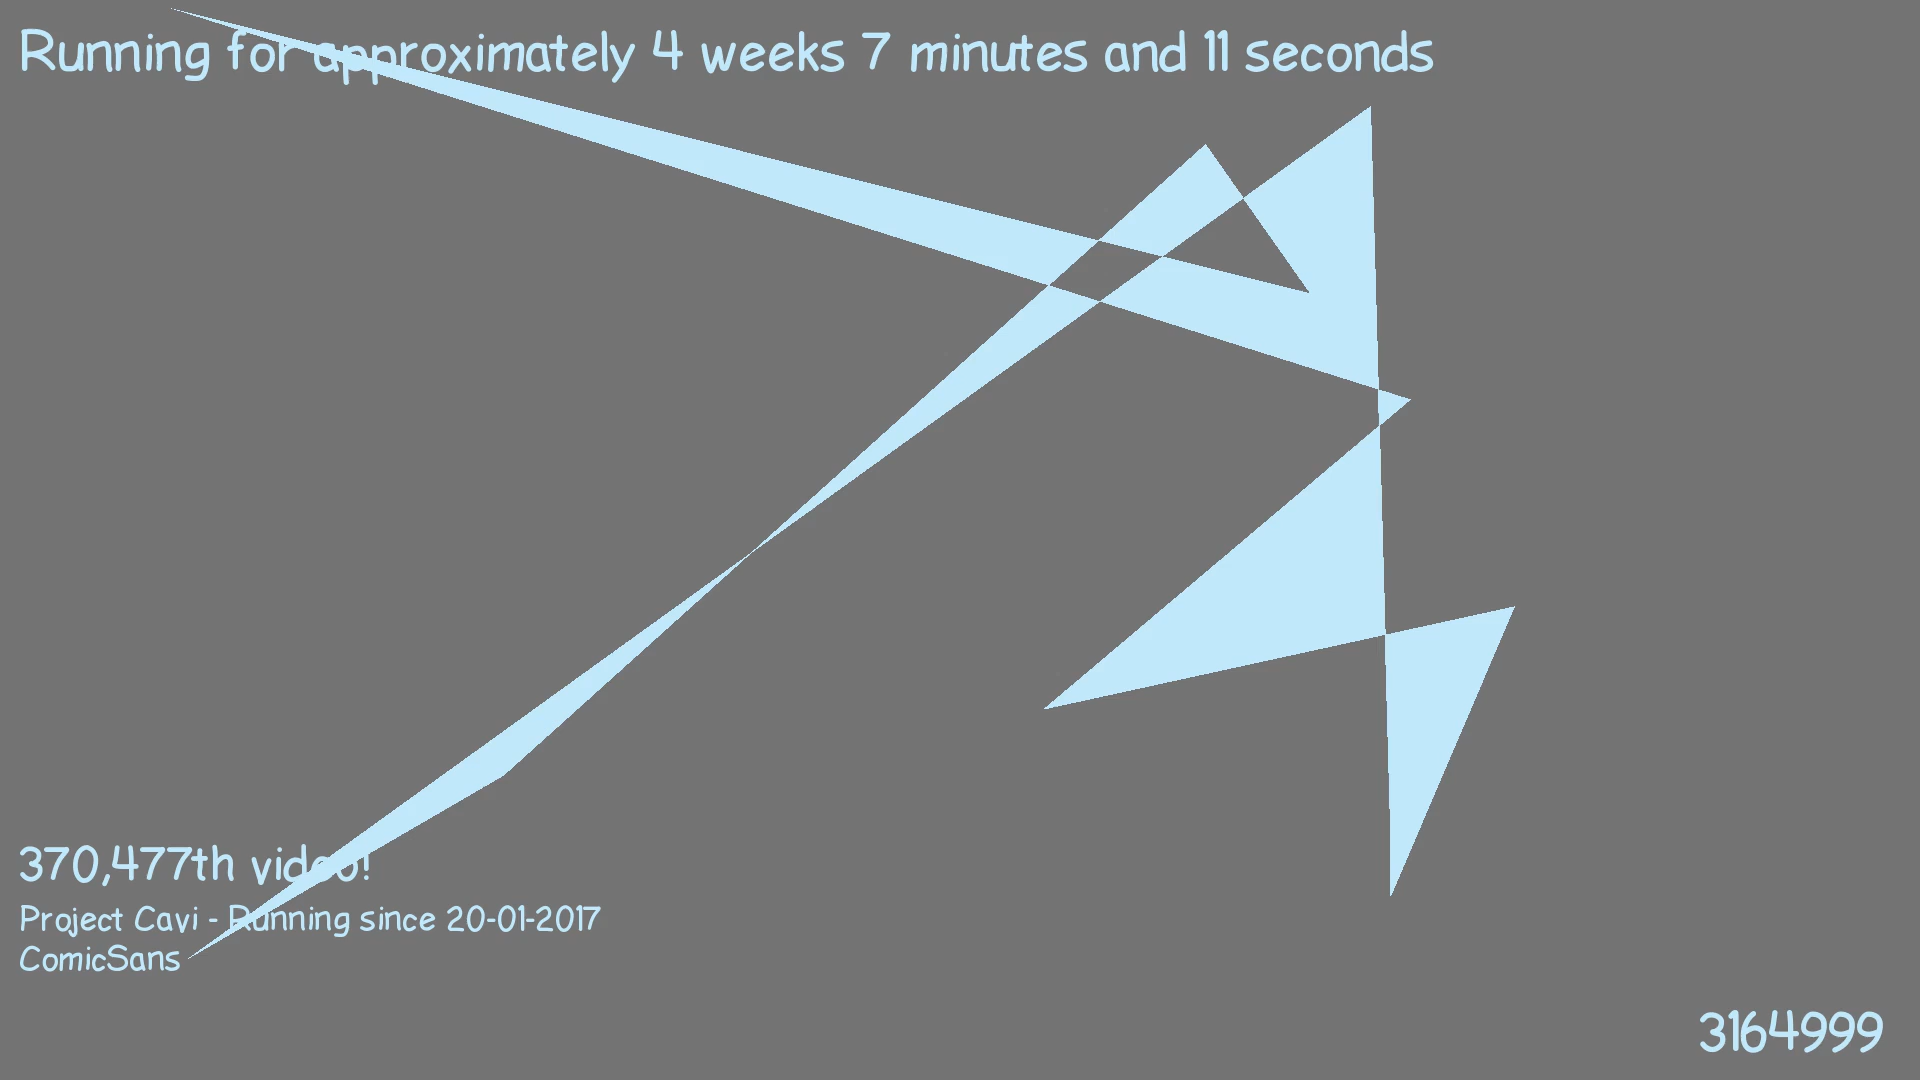 Running for approximately 4 weeks 7 minutes and 11 seconds
370,477th video!
Project Cavi - Running since 20-01-2017
ComicSans
3164999